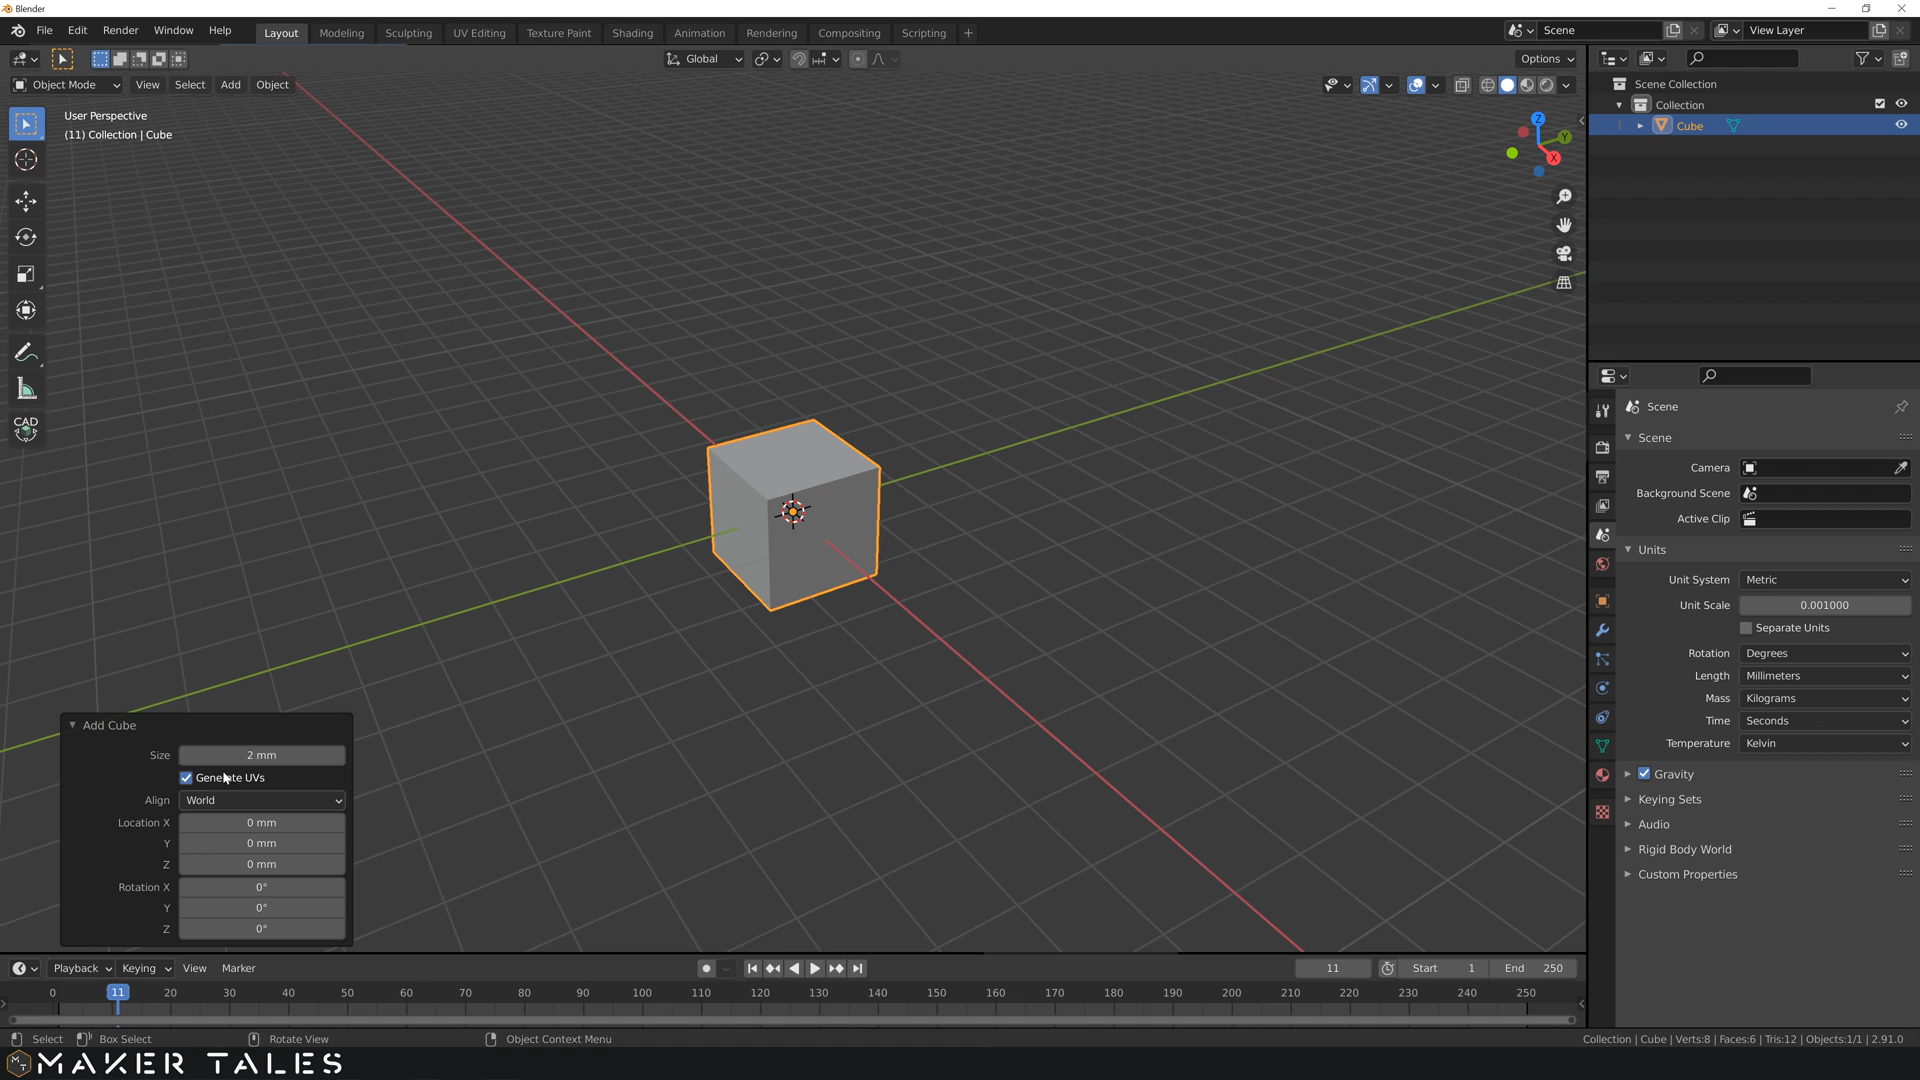 Blender
File Edit Render Window Help Layout Modeling Sculpting UV Editing Texture Paint Shading Animation Rendering Compositing Scripting + Scene View Layer
Global Options
Object Mode View Select Add Object
User Perspective
(11) Collection | Cube
Z
Y
X
CAD
Scene Collection
Collection
Cube
Scene
Scene
Camera
Background Scene
Active Clip
Units
Unit System Metric
Unit Scale 0.001000
Separate Units
Rotation Degrees
Length Millimeters
Mass Kilograms
Time Seconds
Temperature Kelvin
Gravity
Keying Sets
Audio
Rigid Body World
Custom Properties
Add Cube
Size 2 mm
Generate UVs
Align World
Location X 0 mm
Y 0 mm
Z 0 mm
Rotation X 0°
Y 0°
Z 0°
Playback Keying View Marker 11 Start 1 End 250
0 11 20 30 40 50 60 70 80 90 100 110 120 130 140 150 160 170 180 190 200 210 220 230 240 250
Select Box Select Rotate View Object Context Menu Collection | Cube | Verts:8 | Faces:6 | Tris:12 | Objects:1/1 | 2.91.0
MAKER TALES